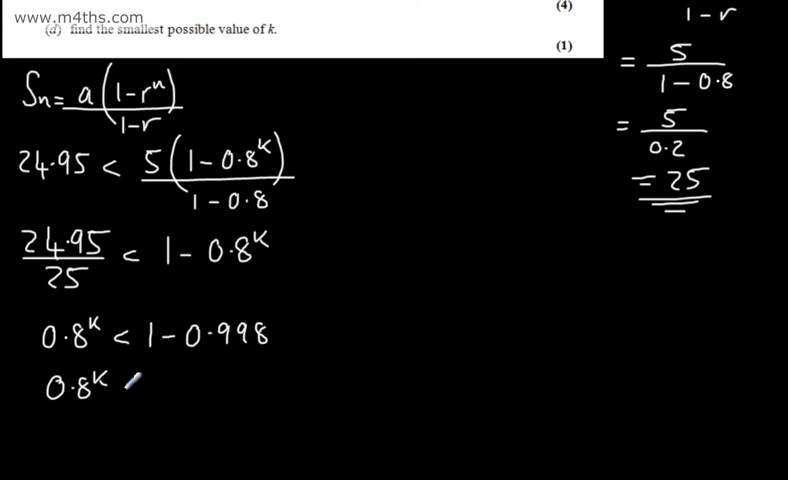 www.m4ths.com
(4)
(d) find the smallest possible value of k.
(1)
Sn = a(1-r^n)
1-r
24.95 < 5(1-0.8^k)
1-0.8
24.95 < 1 - 0.8^k
25
0.8^k < 1-0.998
0.8^k
1-r
= 5
1-0.8
= 5
0.2
= 25